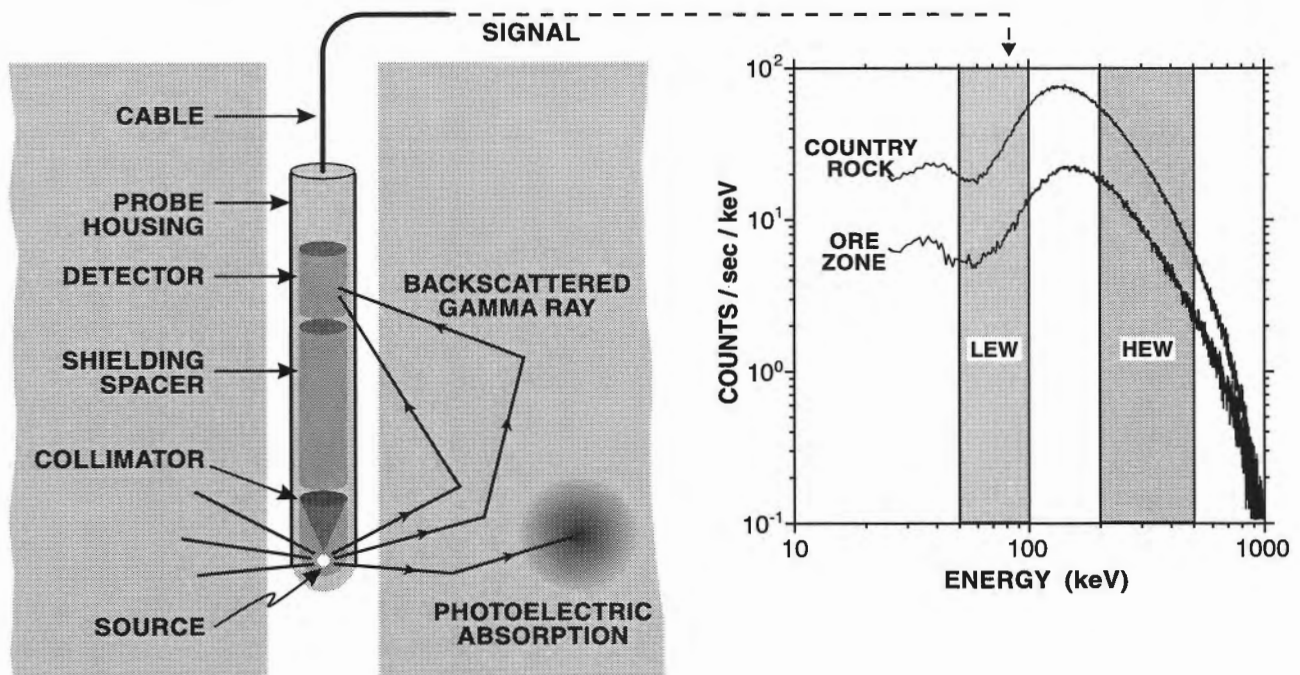 SIGNAL
CABLE
PROBE
HOUSING
DETECTOR
SHIELDING
SPACER
COLLIMATOR
SOURCE
BACKSCATTERED
GAMMA RAY
PHOTOELECTRIC
ABSORPTION
COUNTS / sec / keV
10²
10¹
10⁰
10⁻¹
COUNTRY
ROCK
ORE
ZONE
LEW
HEW
10
100
1000
ENERGY (keV)